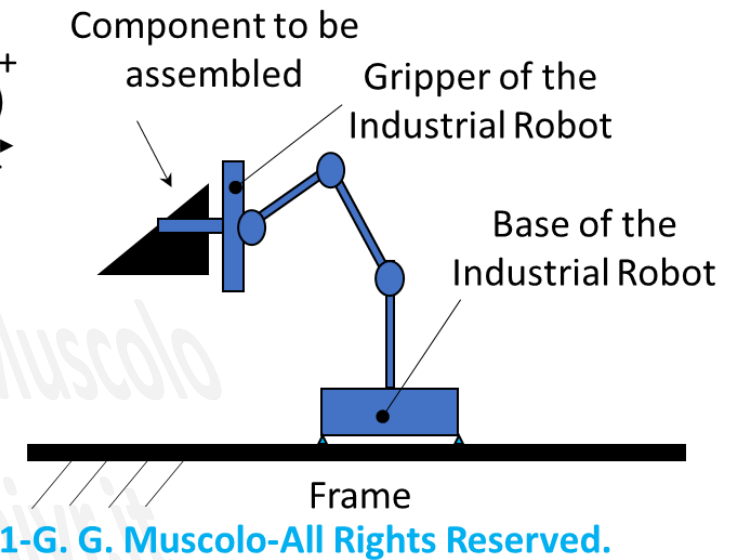 Component to be
assembled
+
Gripper of the
Industrial Robot
Base of the
Industrial Robot
Frame
1-G. G. Muscolo-All Rights Reserved.